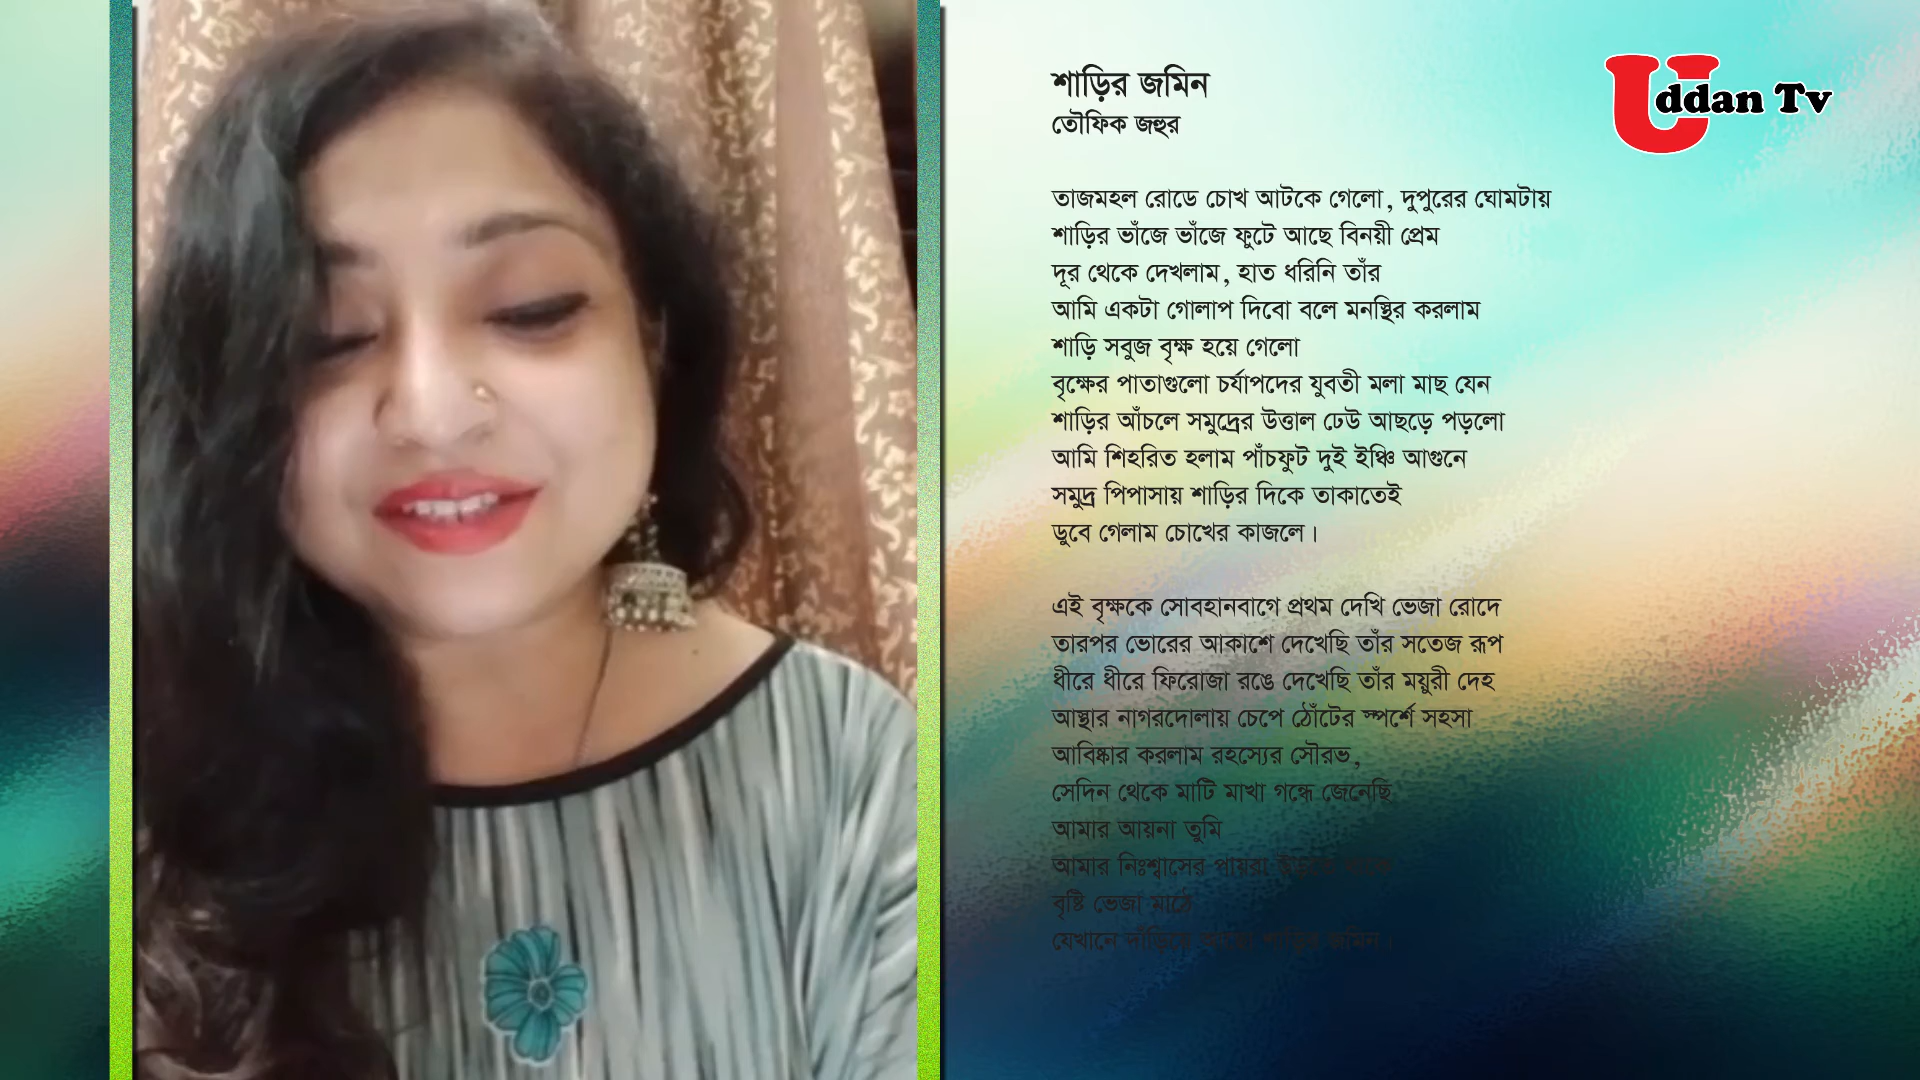 শাড়ির জমিন
তৌফিক জহুর
Uddan Tv
তাজমহল রোডে চোখ আটকে গেলো, দুপুরের ঘোমটায়
শাড়ির ভাঁজে ভাঁজে ফুটে আছে বিনয়ী প্রেম
দূর থেকে দেখলাম, হাত ধরিনি তাঁর
আমি একটা গোলাপ দিবো বলে মনস্থির করলাম
শাড়ি সবুজ বৃক্ষ হয়ে গেলো
বৃক্ষের পাতাগুলো চর্যাপদের যুবতী মলা মাছ যেন
শাড়ির আঁচলে সমুদ্রের উত্তাল ঢেউ আছড়ে পড়লো
আমি শিহরিত হলাম পাঁচফুট দুই ইঞ্চি আগুনে
সমুদ্র পিপাসায় শাড়ির দিকে তাকাতেই
ডুবে গেলাম চোখের কাজলে।
এই বৃক্ষকে সোবহানবাগে প্রথম দেখি ভেজা রোদে
তারপর ভোরের আকাশে দেখেছি তাঁর সতেজ রূপ
ধীরে ধীরে ফিরোজা রঙে দেখেছি তাঁর ময়ুরী দেহ
আস্থার নাগরদোলায় চেপে ঠোঁটের স্পর্শে সহসা
আবিষ্কার করলাম রহস্যের সৌরভ,
সেদিন থেকে মাটি মাখা গন্ধে জেনেছি
আমার আয়না তুমি
আমার নিঃশ্বাসের পায়রা
বৃষ্টি ভেজা মাঠে
যেখানে দাঁড়িয়ে শাড়ির জমিন।